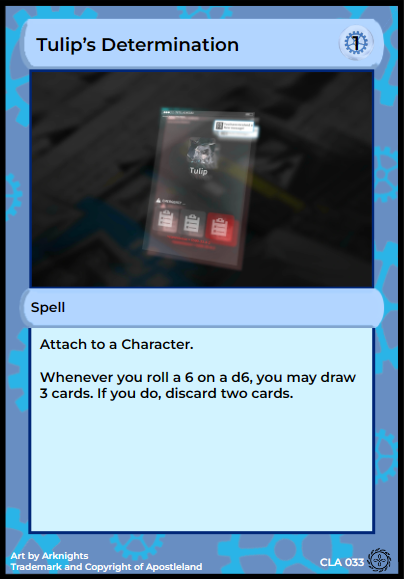 Tulip's Determination
1
Tulip
Spell
Attach to a Character.
Whenever you roll a 6 on a d6, you may draw
3 cards. If you do, discard two cards.
Art by Arknights
Trademark and Copyright of Apostleland
CLA 033